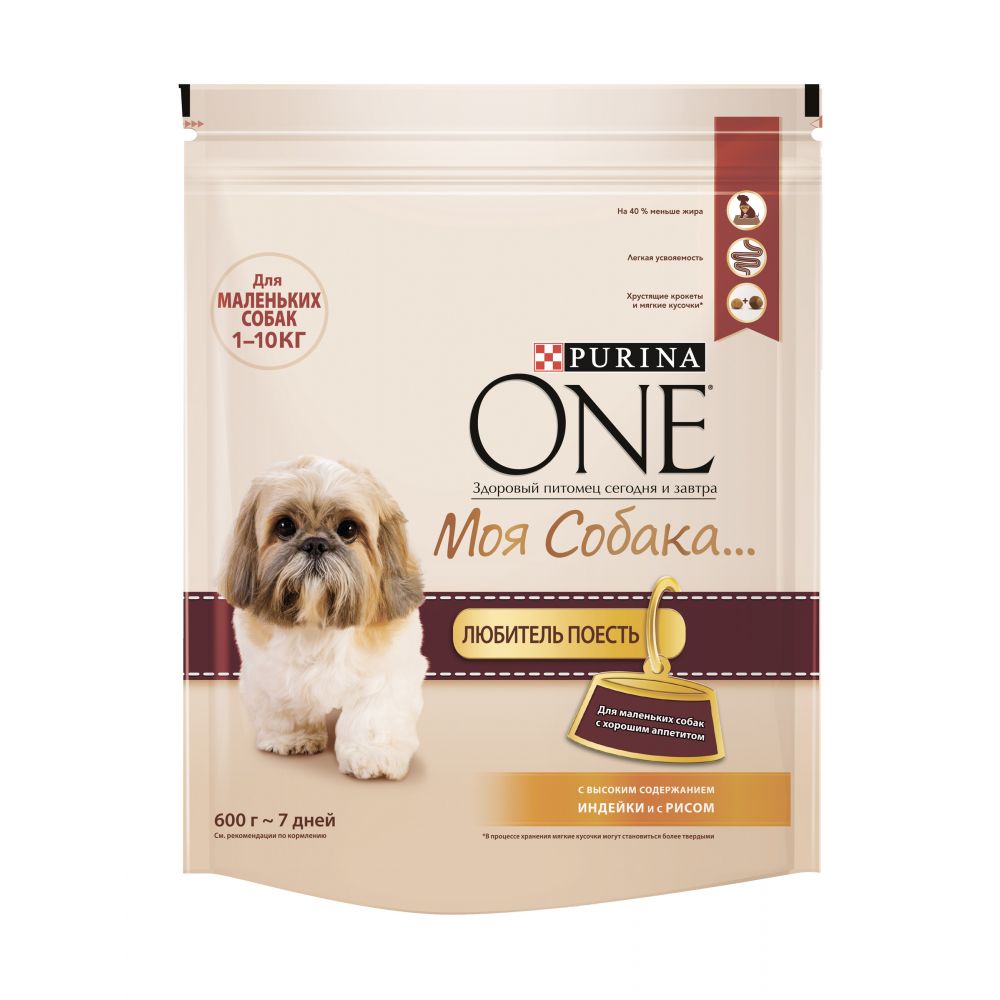 На 40 % меньше жира
Легкая усвояемость
Хрустящие крокеты
и мягкие кусочки*
Для
МАЛЕНЬКИХ
СОБАК
1–10КГ
PURINA
ONE®
Здоровый питомец сегодня и завтра
Моя Собака...
ЛЮБИТЕЛЬ ПОЕСТЬ
Для маленьких собак
с хорошим аппетитом
С ВЫСОКИМ СОДЕРЖАНИЕМ
ИНДЕЙКИ и с РИСОМ
600 г ~ 7 дней
См. рекомендации по кормлению
*В процессе хранения мягкие кусочки могут становиться более твердыми